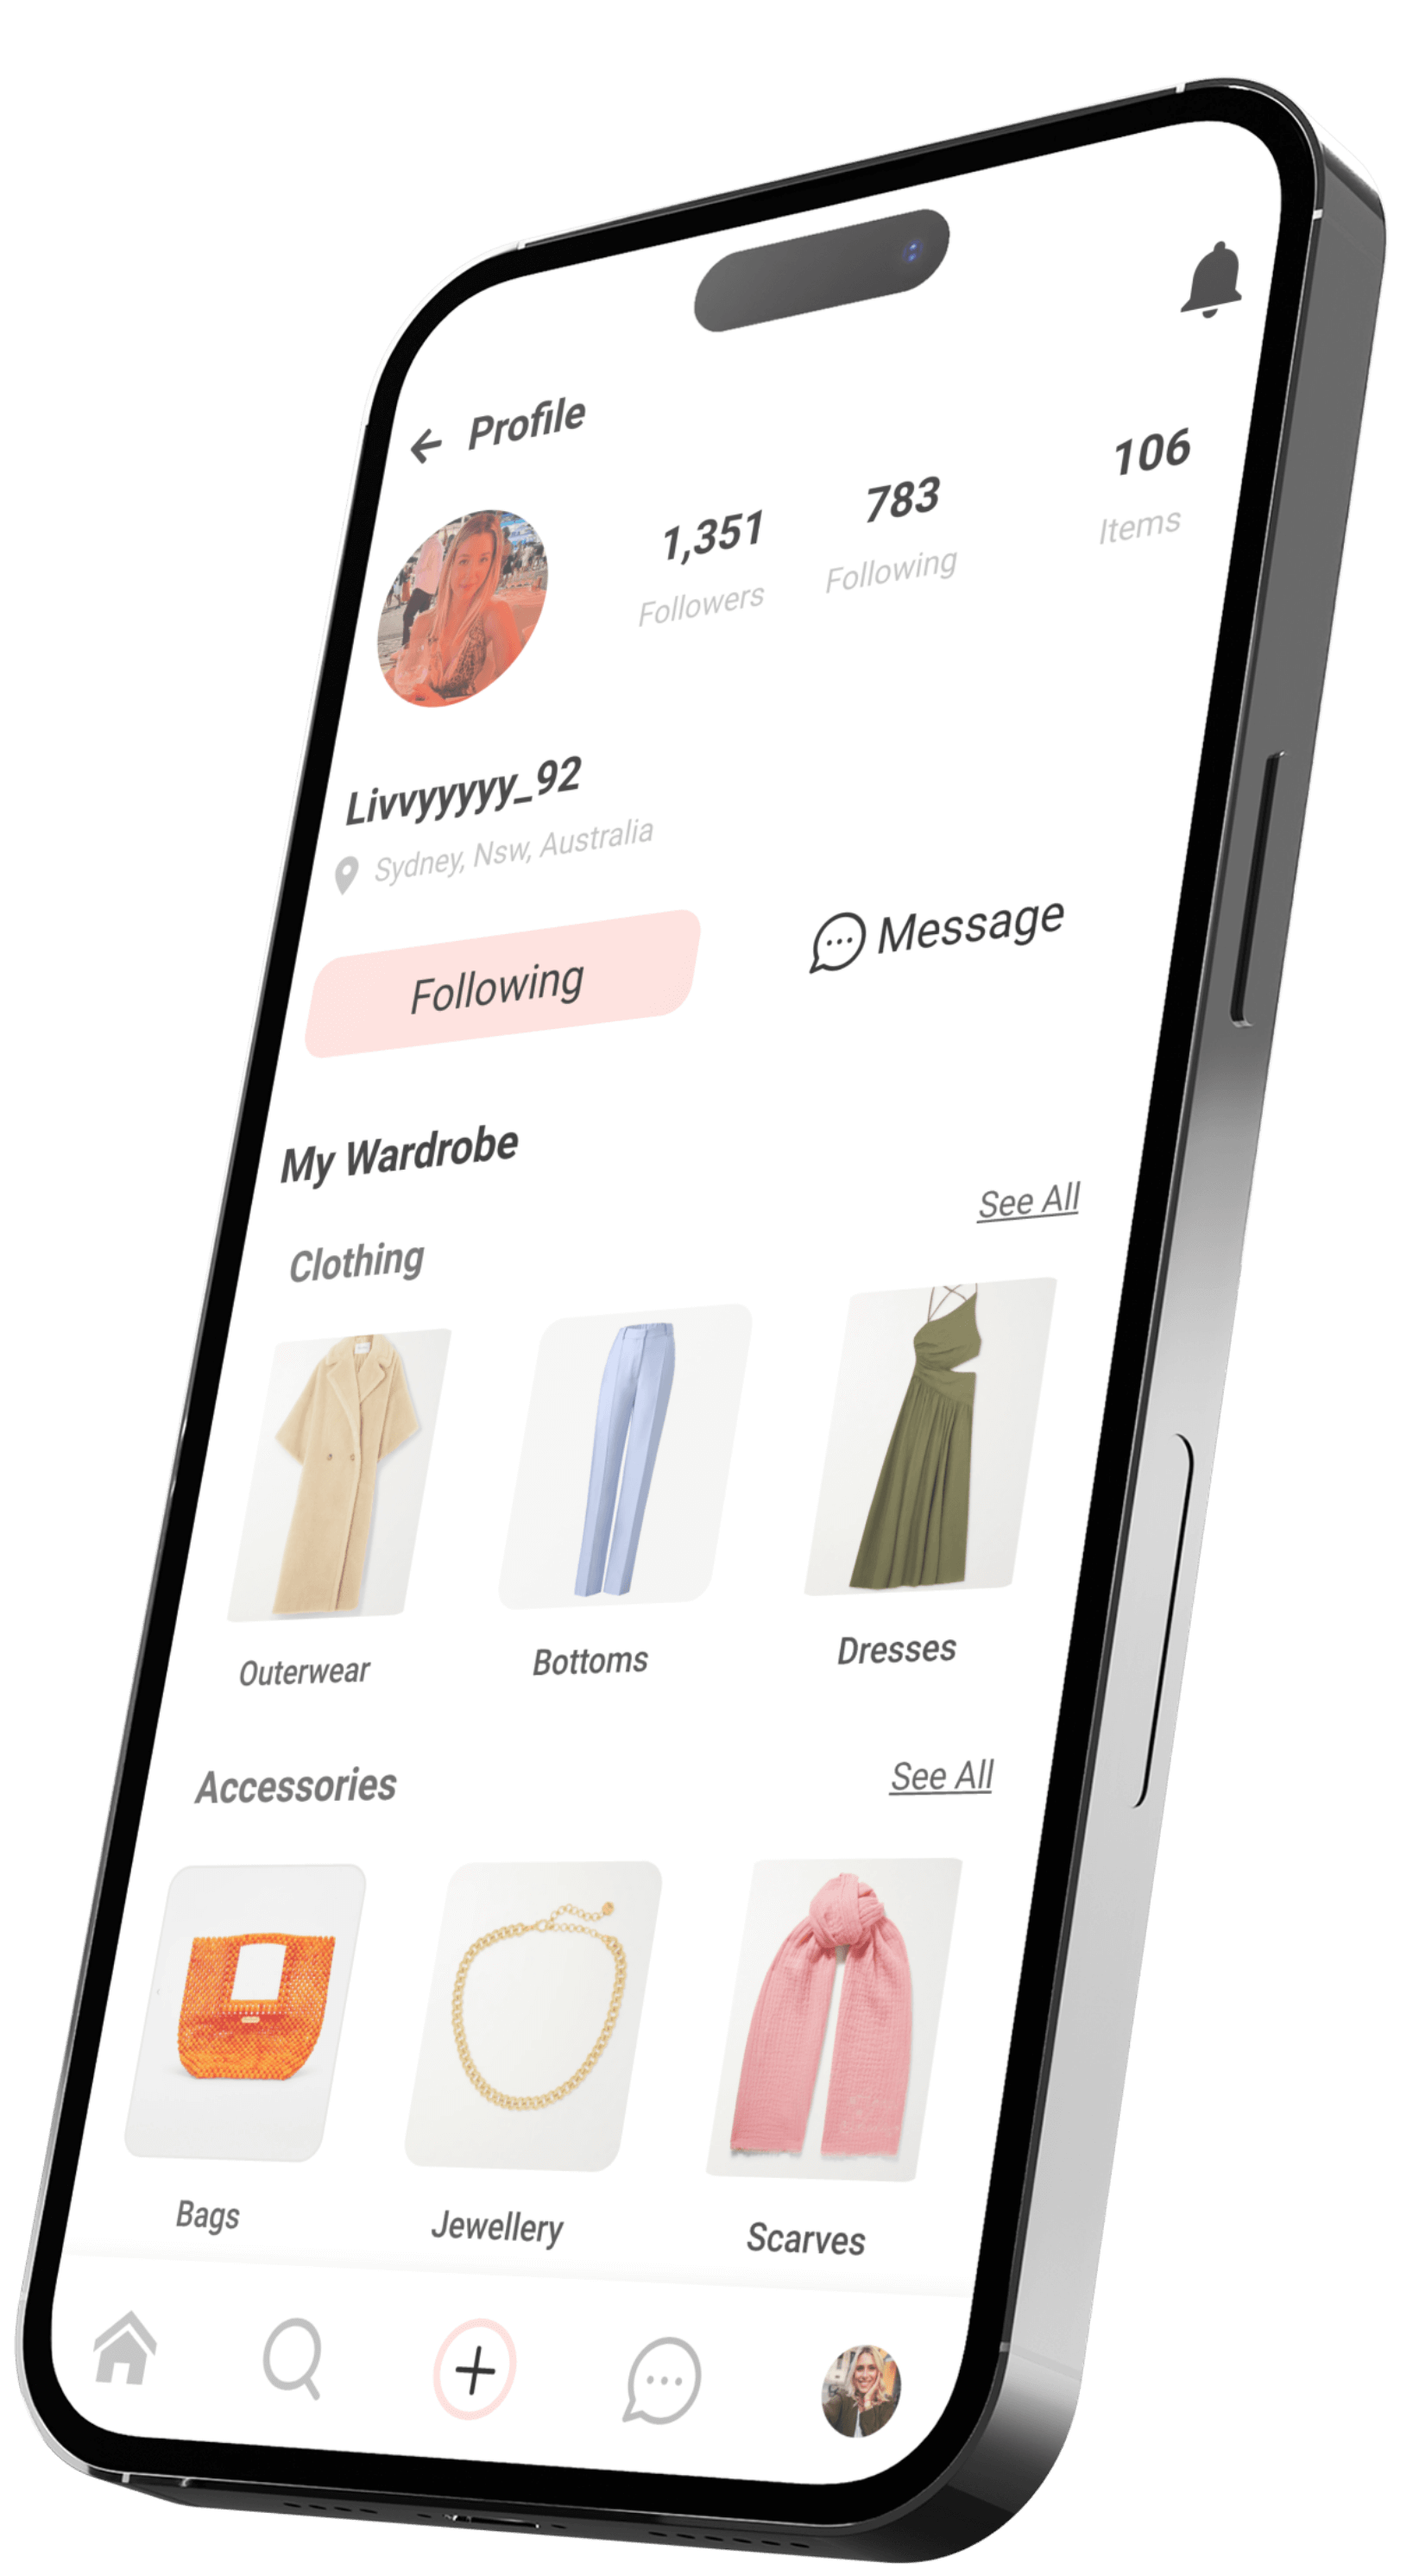 Profile
1,351 783 106
Followers Following Items
Livvyyyyy_92
Sydney, Nsw, Australia
Following Message
My Wardrobe
See All
Clothing
Outerwear Bottoms Dresses
Accessories See All
Bags Jewellery Scarves